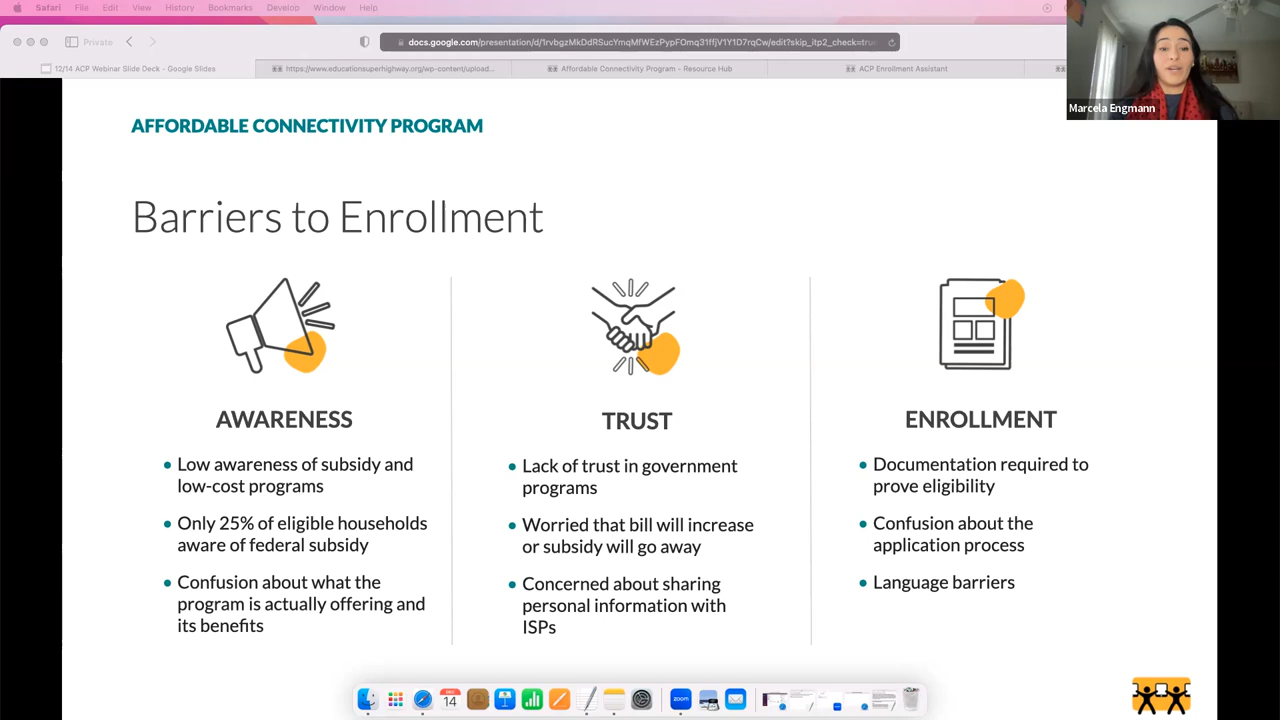 Safari File Edit View History Bookmarks Develop Window Help
Private
docs.google.com/presentation/d/1rvbgzMkDdRSucYmqMfWEzPypFOmq31ffjV1Y1D7rqCw/edit?skip_itp2_check=tru...
12/14 ACP Webinar Slide Deck - Google Slides
https://www.educationsuperhighway.org/wp-content/upload...
Affordable Connectivity Program - Resource Hub
ACP Enrollment Assistant
Marcela Engmann
AFFORDABLE CONNECTIVITY PROGRAM
Barriers to Enrollment
AWARENESS
• Low awareness of subsidy and
low-cost programs
• Only 25% of eligible households
aware of federal subsidy
• Confusion about what the
program is actually offering and
its benefits
TRUST
• Lack of trust in government
programs
• Worried that bill will increase
or subsidy will go away
• Concerned about sharing
personal information with
ISPs
ENROLLMENT
• Documentation required to
prove eligibility
• Confusion about the
application process
• Language barriers
DEC
14
zoom